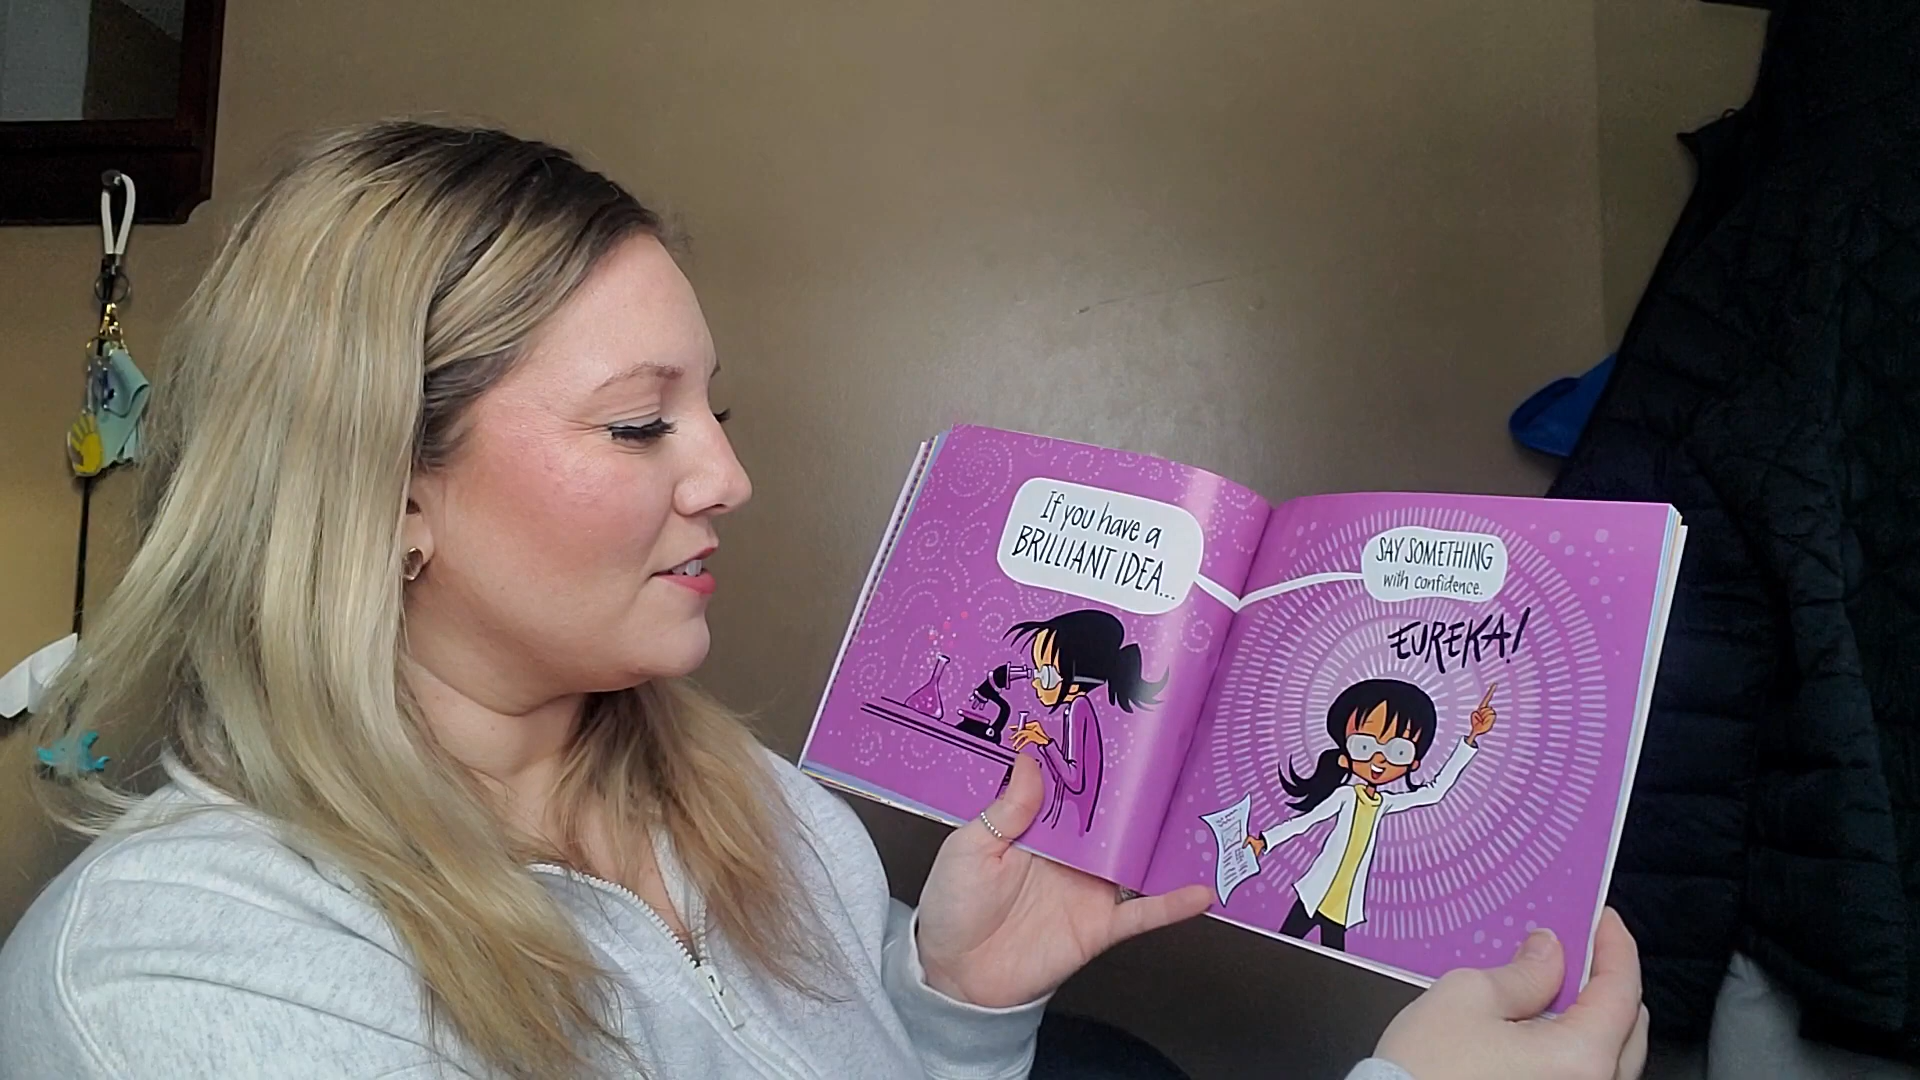 If you have a
BRILLIANT IDEA...
SAY SOMETHING
with confidence.
EUREKA!